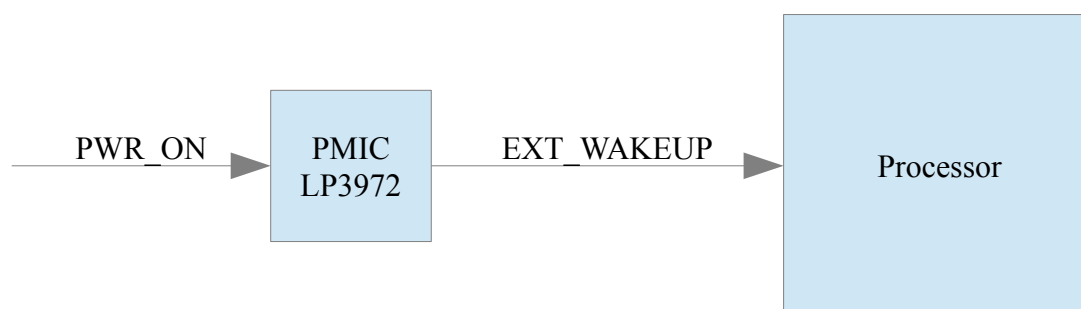 PWR_ON
PMIC
LP3972
EXT_WAKEUP
Processor